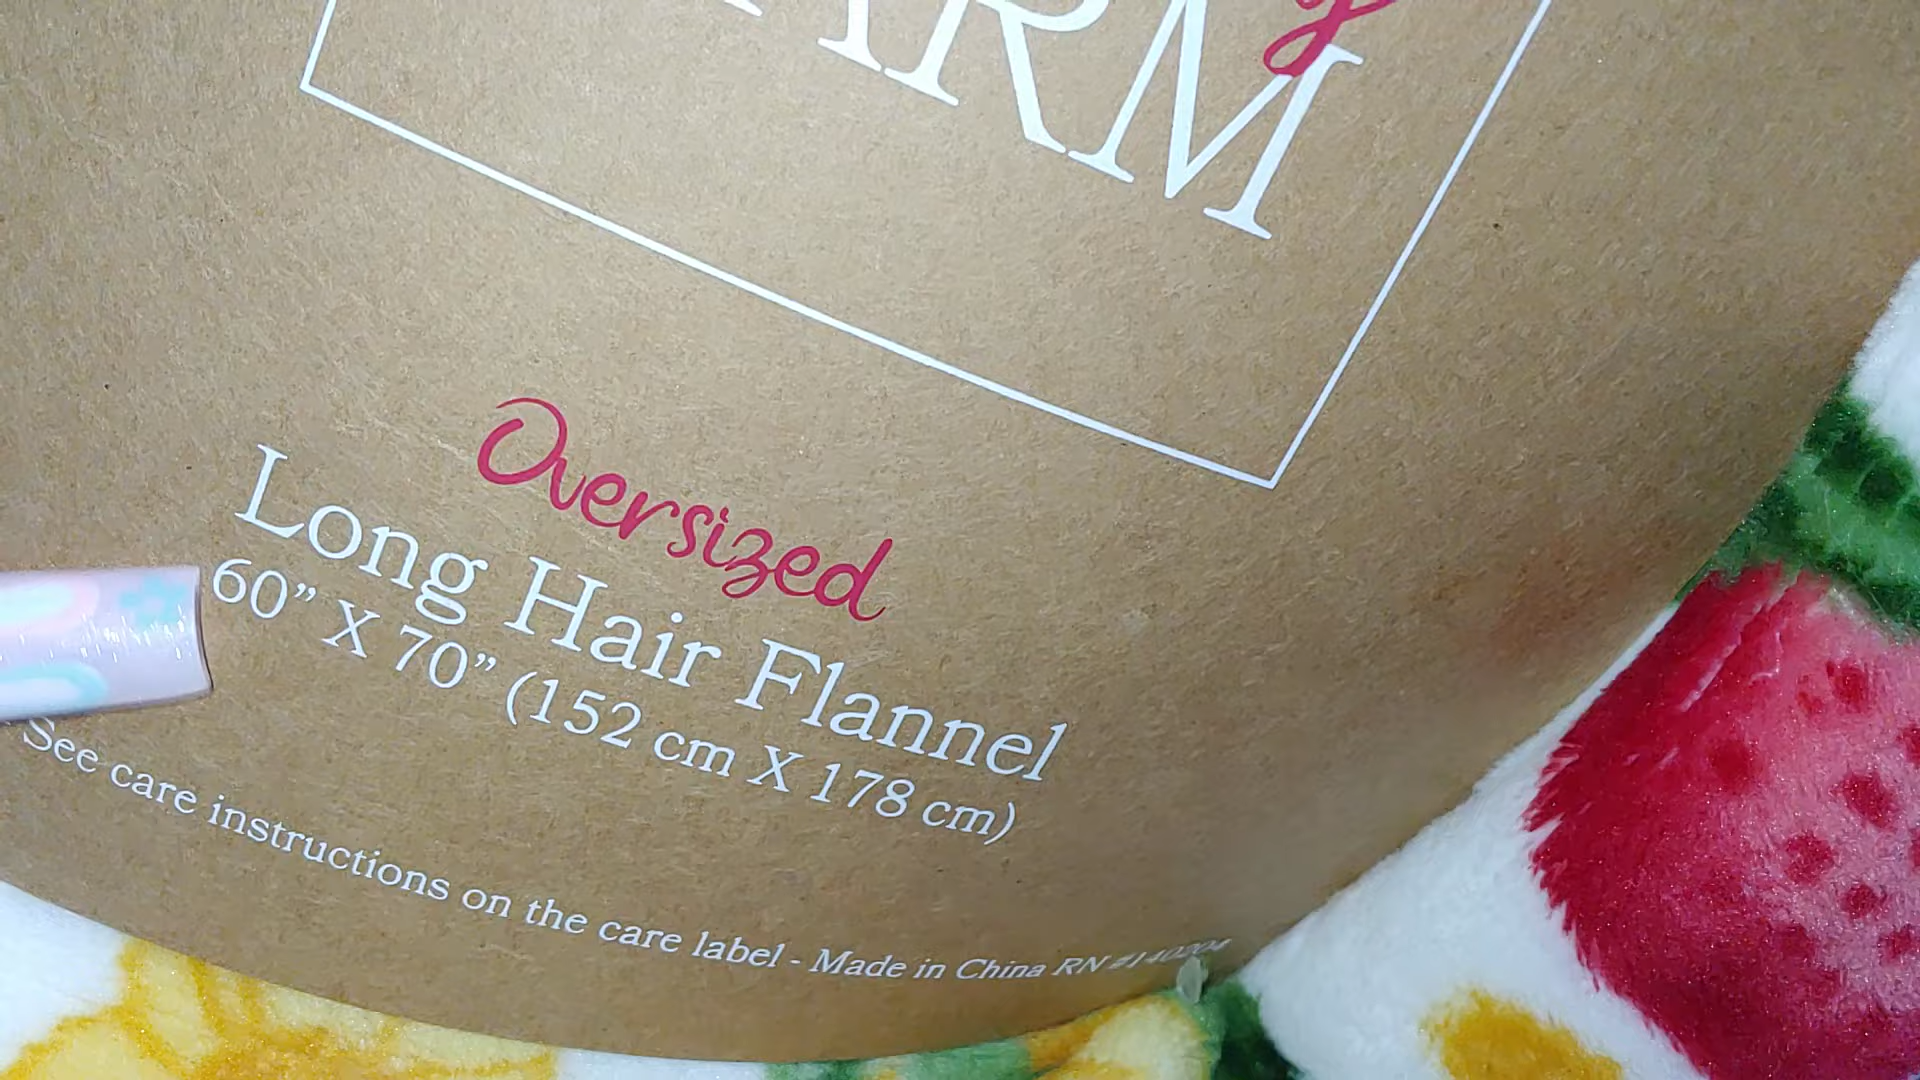 Oversized
Long Hair Flannel
60” X 70” (152 cm X 178 cm)
See care instructions on the care label - Made in China RN #140204